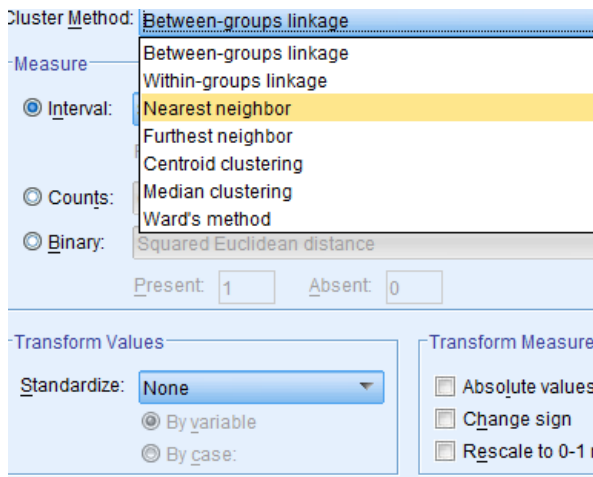 Cluster Method: Between-groups linkage
Between-groups linkage
Measure
Within-groups linkage
Interval:
Nearest neighbor
Furthest neighbor
Centroid clustering
Counts:
Median clustering
Ward's method
Binary:
Squared Euclidean distance
Present: 1 Absent: 0
Transform Values
Transform Measure
Standardize: None
Absolute values
By variable
Change sign
By case:
Rescale to 0-1